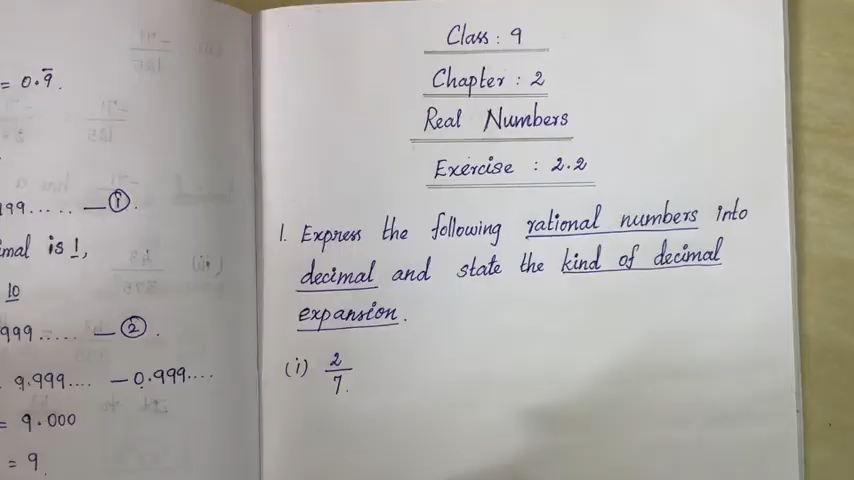 = 0.9̄.
199..... — ①.
imal is 1,
10
999..... — ②.
9.999.... — 0.999....
= 9.000
= 9
Class : 9
Chapter : 2
Real Numbers
Exercise : 2.2
1. Express the following rational numbers into
decimal and state the kind of decimal
expansion.
(i) 2/7.